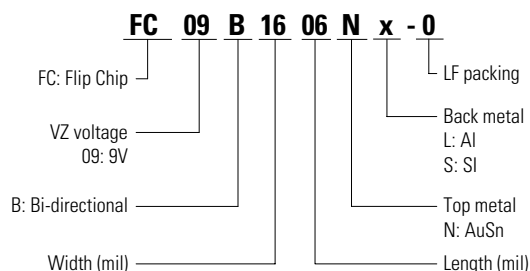 FC 09 B 16 06 N x - 0
FC: Flip Chip
LF packing
VZ voltage
09: 9V
Back metal
L: Al
S: SI
B: Bi-directional
Top metal
N: AuSn
Width (mil)
Length (mil)